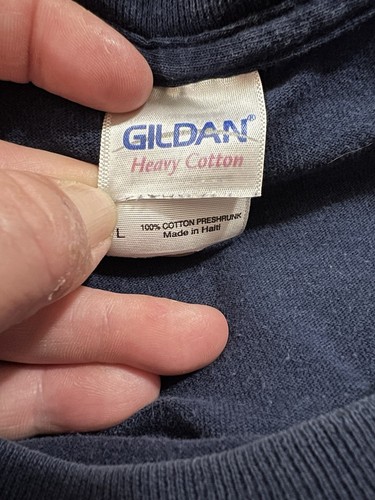 GILDAN®
Heavy Cotton
L
100% COTTON PRESHRUNK
Made in Haiti